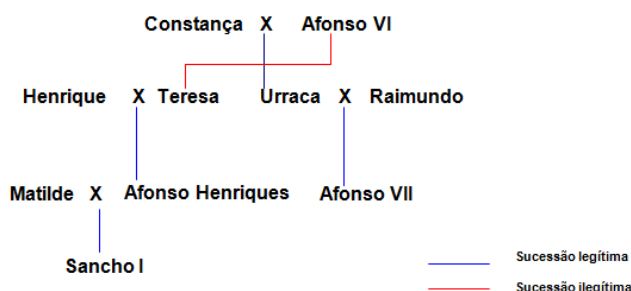 Constança X Afonso VI
Henrique X Teresa Urraca X Raimundo
Matilde X Afonso Henriques Afonso VII
Sancho I
Sucessão legítima
Sucessão ilegítima